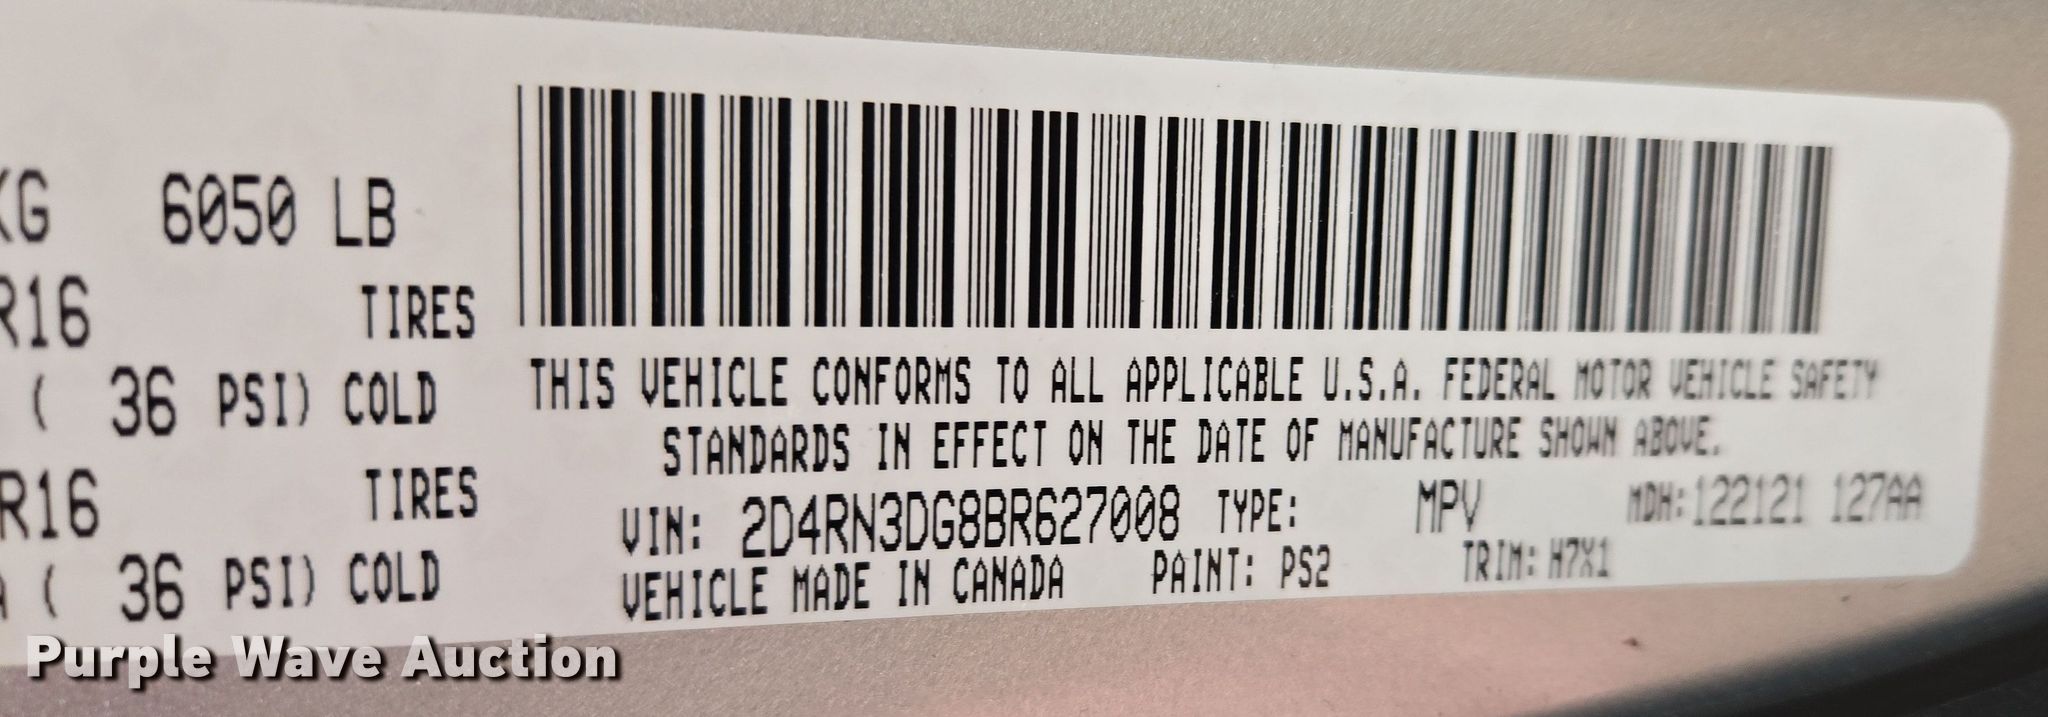 KG 6050 LB
R16 TIRES
( 36 PSI) COLD
R16 TIRES
( 36 PSI) COLD
THIS VEHICLE CONFORMS TO ALL APPLICABLE U.S.A. FEDERAL MOTOR VEHICLE SAFETY
STANDARDS IN EFFECT ON THE DATE OF MANUFACTURE SHOWN ABOVE.
VIN: 2D4RN3DG8BR627008 TYPE: MPV MDH:122121 127AA
VEHICLE MADE IN CANADA PAINT: PS2 TRIM: H7X1
Purple Wave Auction